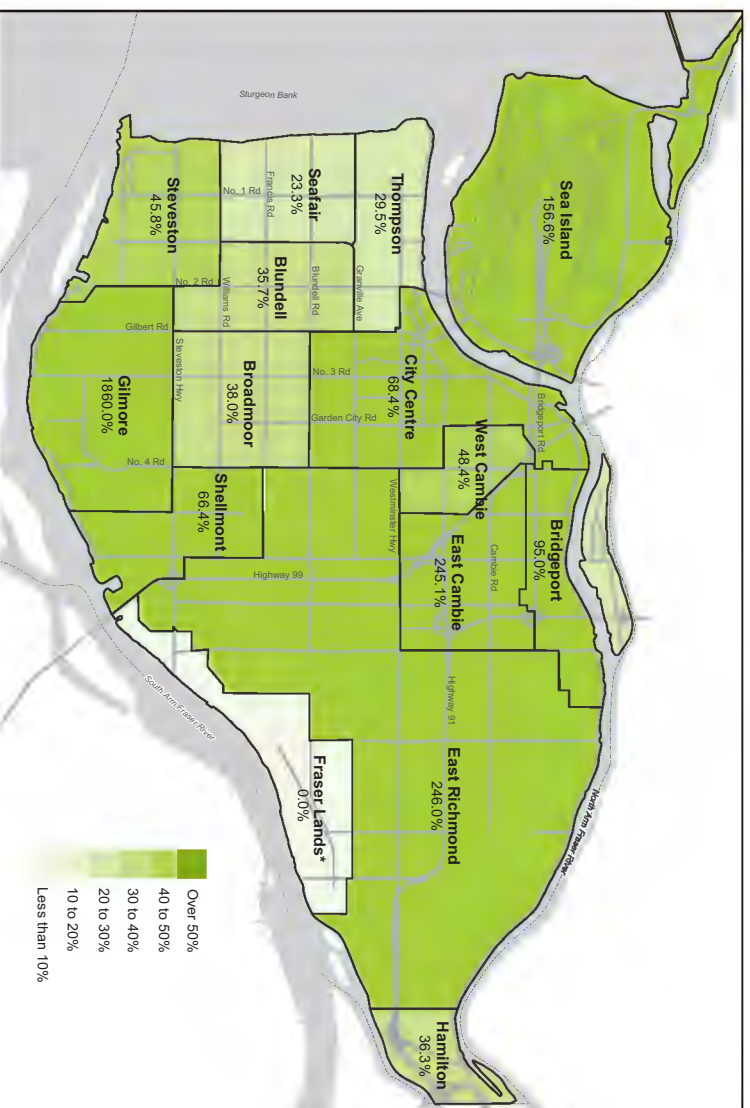 Sturgeon Bank
Sea Island
156.6%
Thompson
29.5%
Seafair
23.3%
No. 1 Rd
Francis Rd
Steveston
45.8%
Granville Ave
Blundell Rd
Blundell
35.7%
Williams Rd
No. 2 Rd
Gilbert Rd
Steveston Hwy
City Centre
68.4%
No. 3 Rd
Garden City Rd
Broadmoor
38.0%
Gilmore
1860.0%
No. 4 Rd
Bridgeport Rd
West Cambie
48.4%
Bridgeport
95.0%
Cambie Rd
East Cambie
245.1%
Westminster Hwy
Shellmont
66.4%
Highway 99
Highway 91
South Arm Fraser River
North Arm Fraser River
East Richmond
246.0%
Fraser Lands*
0.0%
Hamilton
36.3%
Over 50%
40 to 50%
30 to 40%
20 to 30%
10 to 20%
Less than 10%